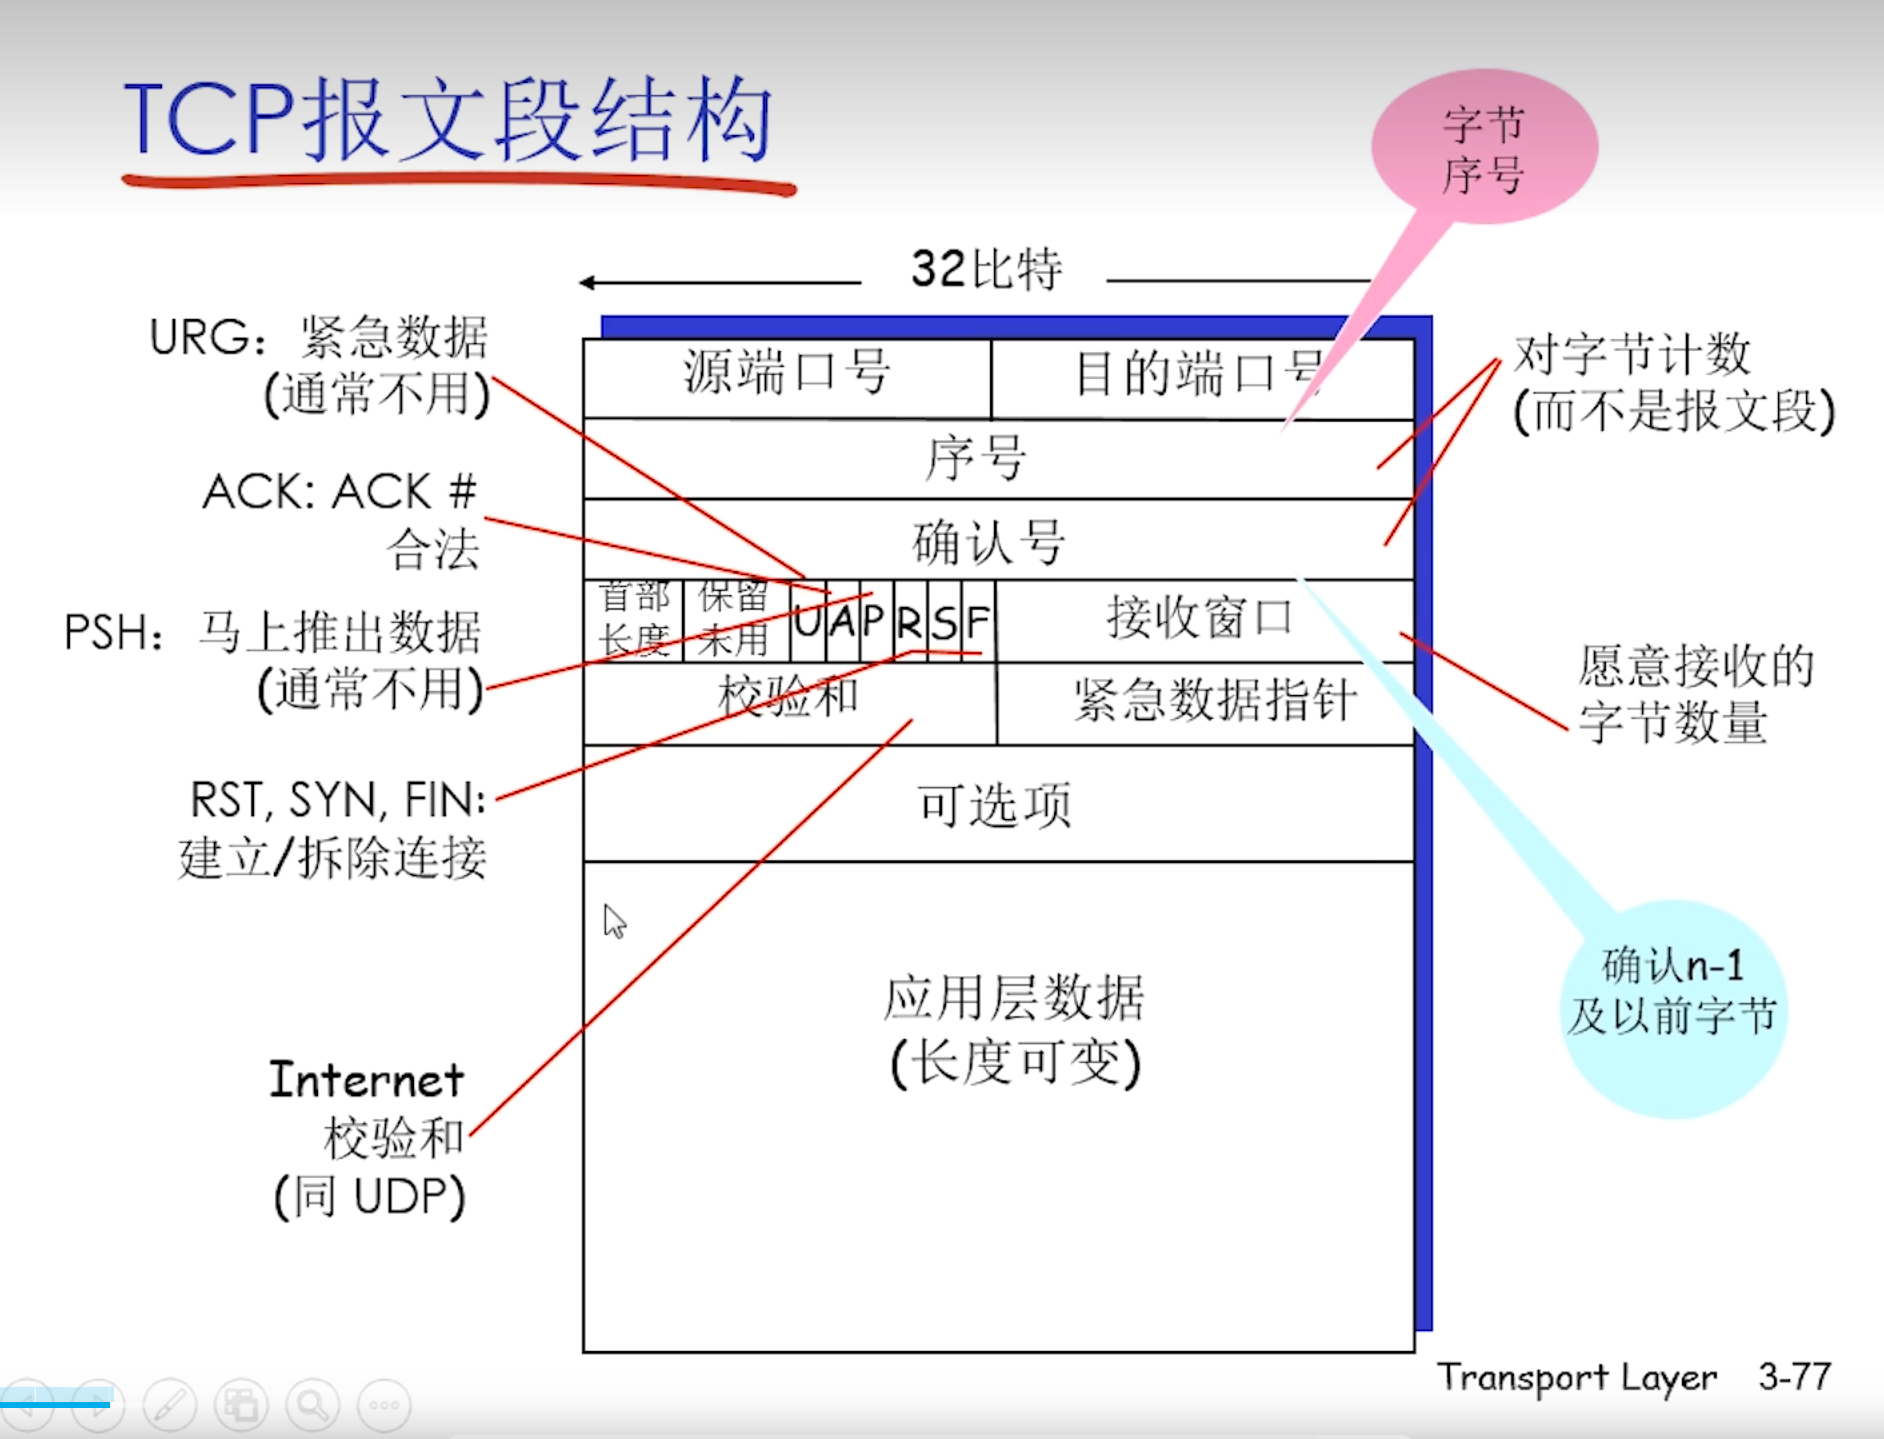 TCP报文段结构
字节
序号
32比特
URG：紧急数据
(通常不用)
ACK: ACK #
合法
PSH：马上推出数据
(通常不用)
RST, SYN, FIN:
建立/拆除连接
Internet
校验和
(同 UDP)
源端口号 目的端口号
序号
确认号
首部
长度
保留
未用
U A P R S F
接收窗口
校验和 紧急数据指针
可选项
应用层数据
(长度可变)
对字节计数
(而不是报文段)
愿意接收的
字节数量
确认n-1
及以前字节
Transport Layer 3-77